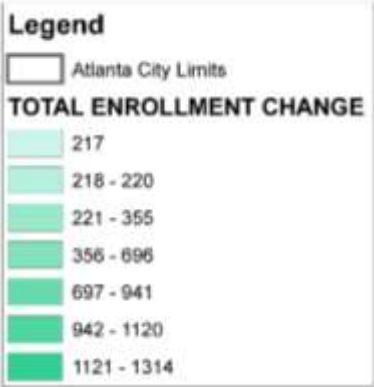 Legend
Atlanta City Limits
TOTAL ENROLLMENT CHANGE
217
218 - 220
221 - 355
356 - 696
697 - 941
942 - 1120
1121 - 1314